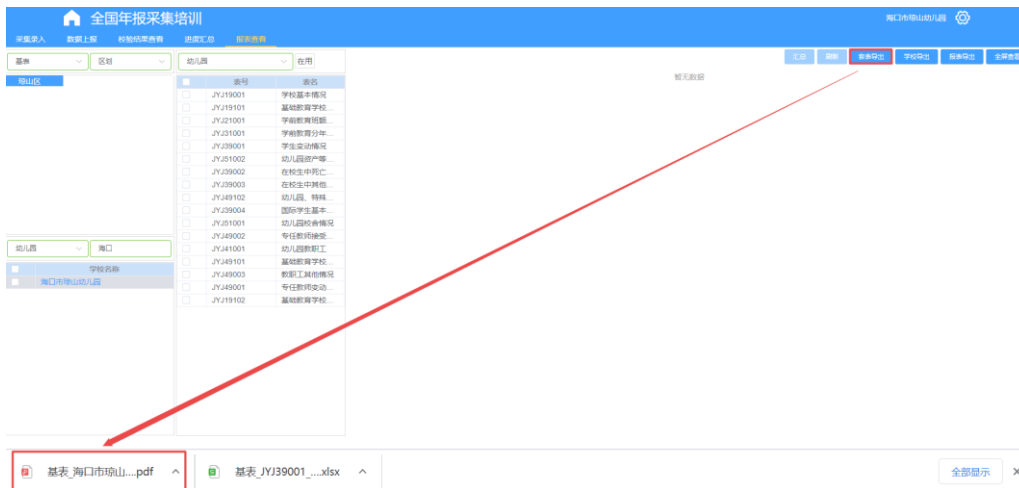 全国年报采集培训
海口市琼山幼儿园
采集录入 数据上报 校验结果查看 进度汇总 报表查看
基表 区划 幼儿园 在用
汇总 刷新 套表导出 学校导出 报表导出 全屏查看
琼山区
暂无数据
表号 表名
JYJ19001 学校基本情况
JYJ19101 基础教育学校...
JYJ21001 学前教育班额...
JYJ31001 学前教育分年...
JYJ39001 学生变动情况
JYJ51002 幼儿园资产等...
JYJ39002 在校生中死亡...
JYJ39003 在校生中其他...
JYJ49102 幼儿园、特殊...
JYJ39004 国际学生基本...
JYJ51001 幼儿园校舍情况
JYJ49002 专任教师接受...
JYJ41001 幼儿园教职工
JYJ49101 基础教育学校...
JYJ49003 教职工其他情况
JYJ49001 专任教师变动...
JYJ19102 基础教育学校...
幼儿园 海口
学校名称
海口市琼山幼儿园
基表_海口市琼山....pdf
基表_JYJ39001_....xlsx
全部显示